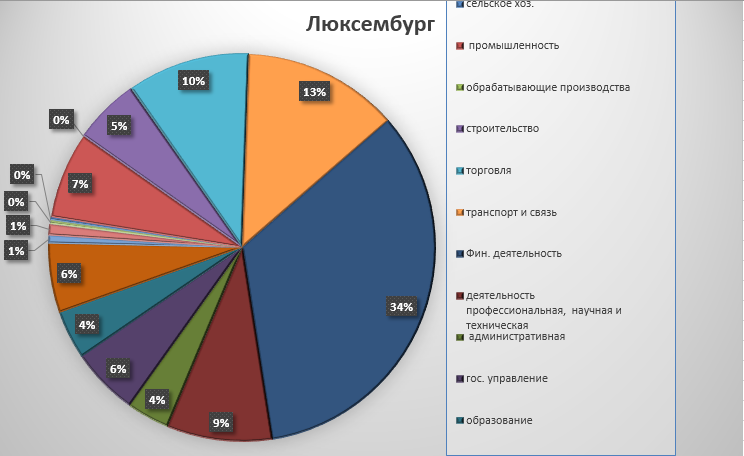 Люксембург
сельское хоз.
промышленность
обрабатывающие производства
строительство
торговля
транспорт и связь
Фин. деятельность
деятельность
профессиональная, научная и
техническая
административная
гос. управление
образование
10%
13%
0%
5%
7%
0%
0%
1%
1%
6%
34%
4%
6%
4%
9%